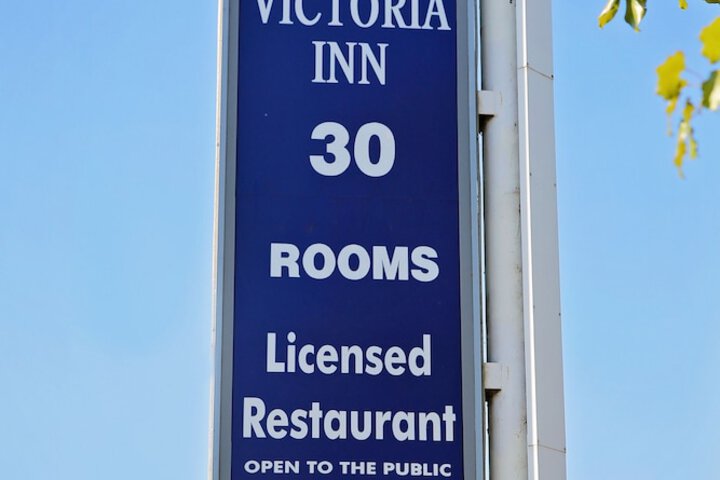 VICTORIA
INN
30
ROOMS
Licensed
Restaurant
OPEN TO THE PUBLIC